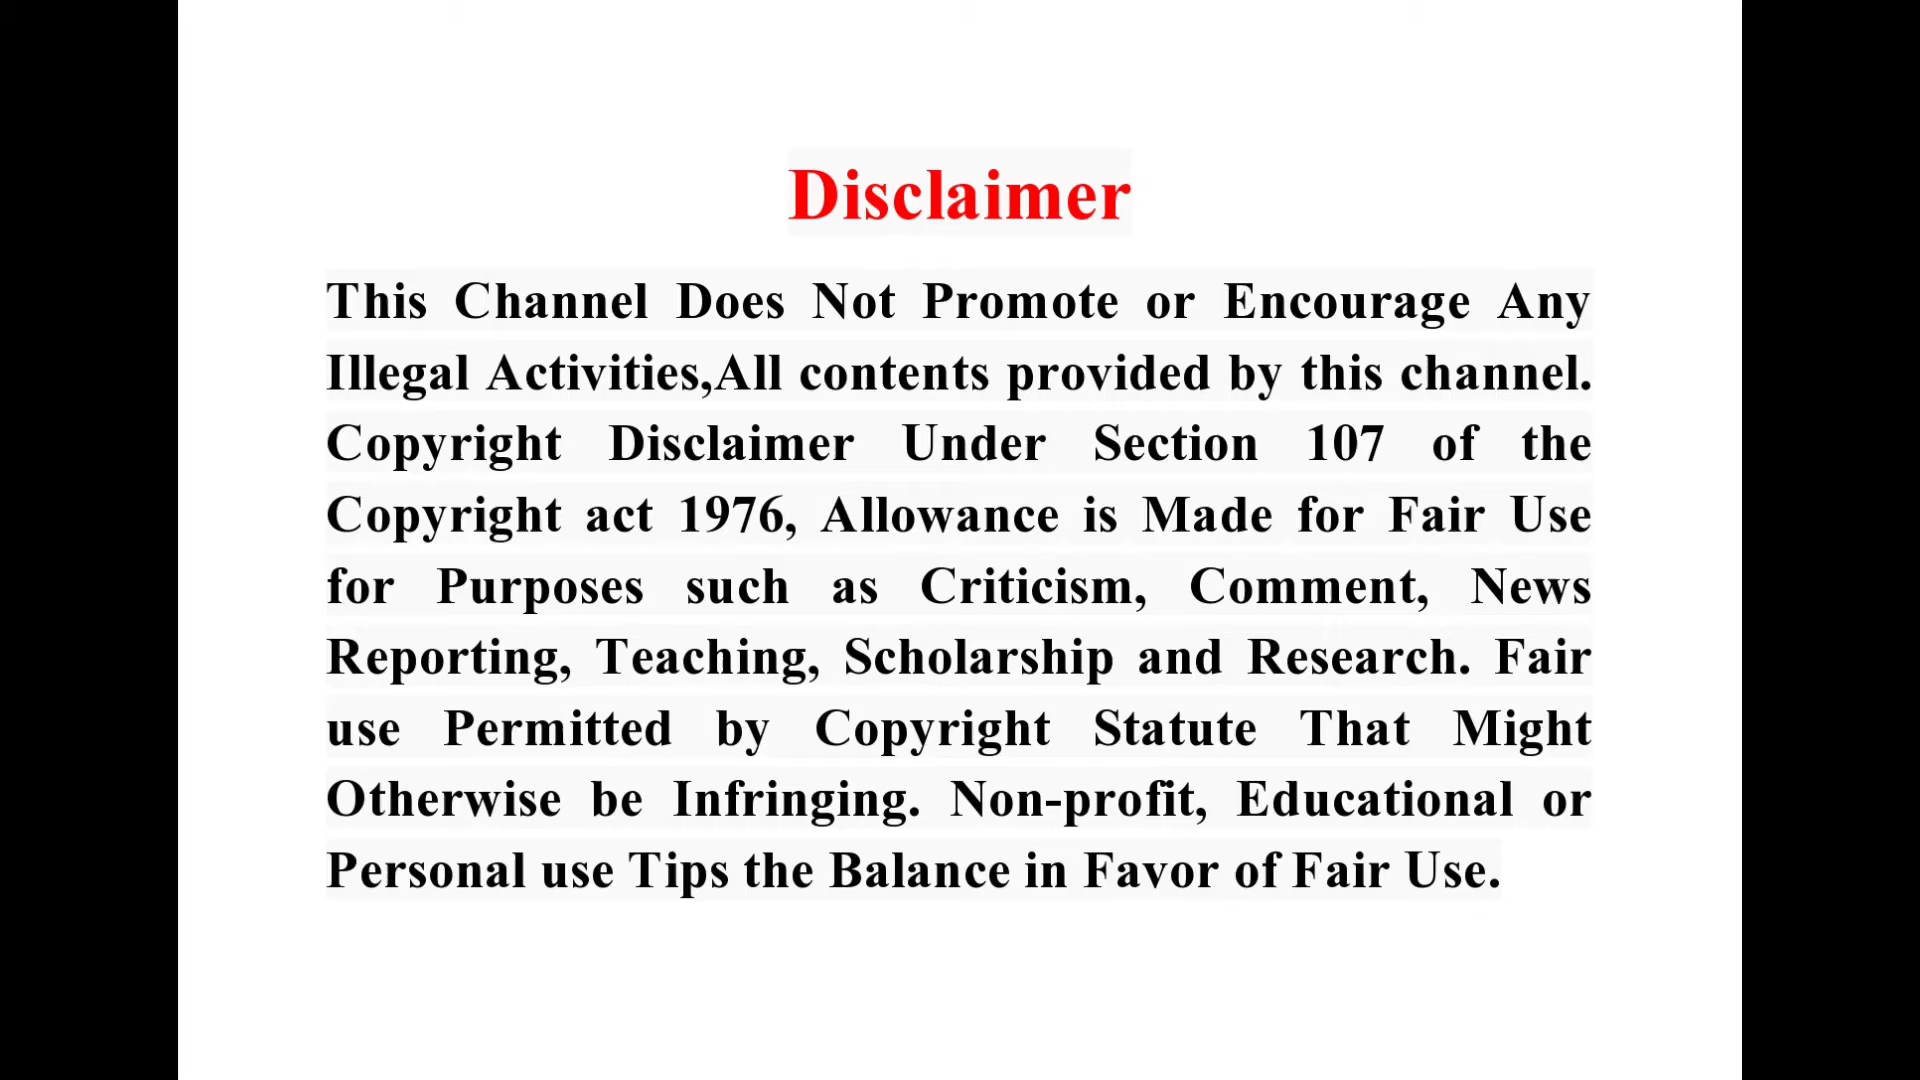 Disclaimer
This Channel Does Not Promote or Encourage Any
Illegal Activities,All contents provided by this channel.
Copyright Disclaimer Under Section 107 of the
Copyright act 1976, Allowance is Made for Fair Use
for Purposes such as Criticism, Comment, News
Reporting, Teaching, Scholarship and Research. Fair
use Permitted by Copyright Statute That Might
Otherwise be Infringing. Non-profit, Educational or
Personal use Tips the Balance in Favor of Fair Use.